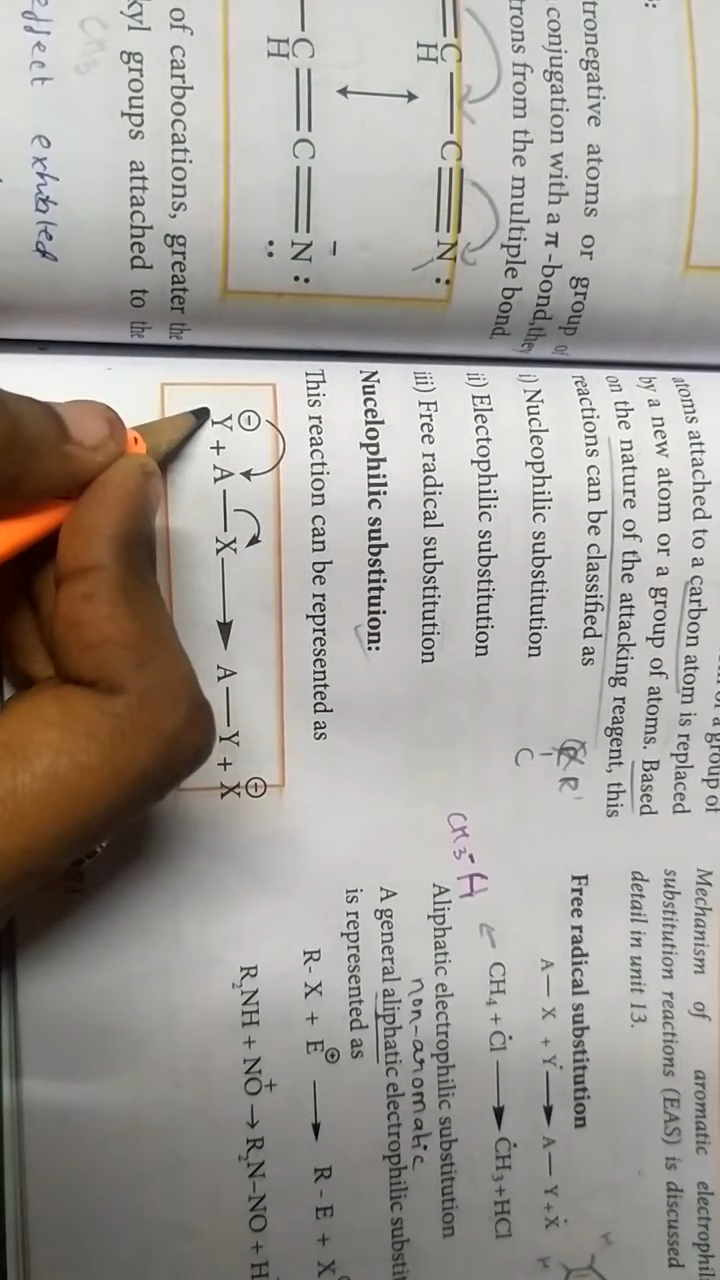 tronegative atoms or group of
conjugation with a π -bond, they
trons from the multiple bond.
C — C ≡ N :
H
— C = C = N :
H
of carbocations, greater the
kyl groups attached to the
CH3
effect exhibited
atoms attached to a carbon atom is replaced
by a new atom or a group of atoms. Based
on the nature of the attacking reagent, this
reactions can be classified as
i) Nucleophilic substitution
ii) Electophilic substitution
iii) Free radical substitution
Nucelophilic substituion:
This reaction can be represented as
Y⊖ + A — X ⟶ A — Y + X⊖
Mechanism of aromatic electrophil
substitution reactions (EAS) is discussed
detail in unit 13.
Free radical substitution
A — X + Ẏ ⟶ A — Y + Ẋ
CH₄ + Ċl ⟶ ĊH₃+HCl
CH3-H
Aliphatic electrophilic substitution
non-aromatic
A general aliphatic electrophilic substit
is represented as
R- X + E⊕ ⟶ R - E + X
R₂NH + NO⁺ → R₂N–NO + H